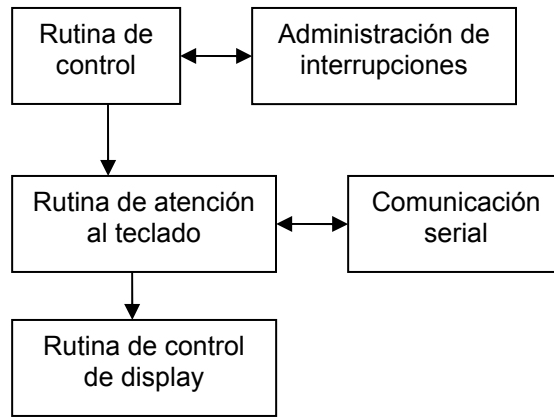 Rutina de
control
Administración de
interrupciones
Rutina de atención
al teclado
Comunicación
serial
Rutina de control
de display